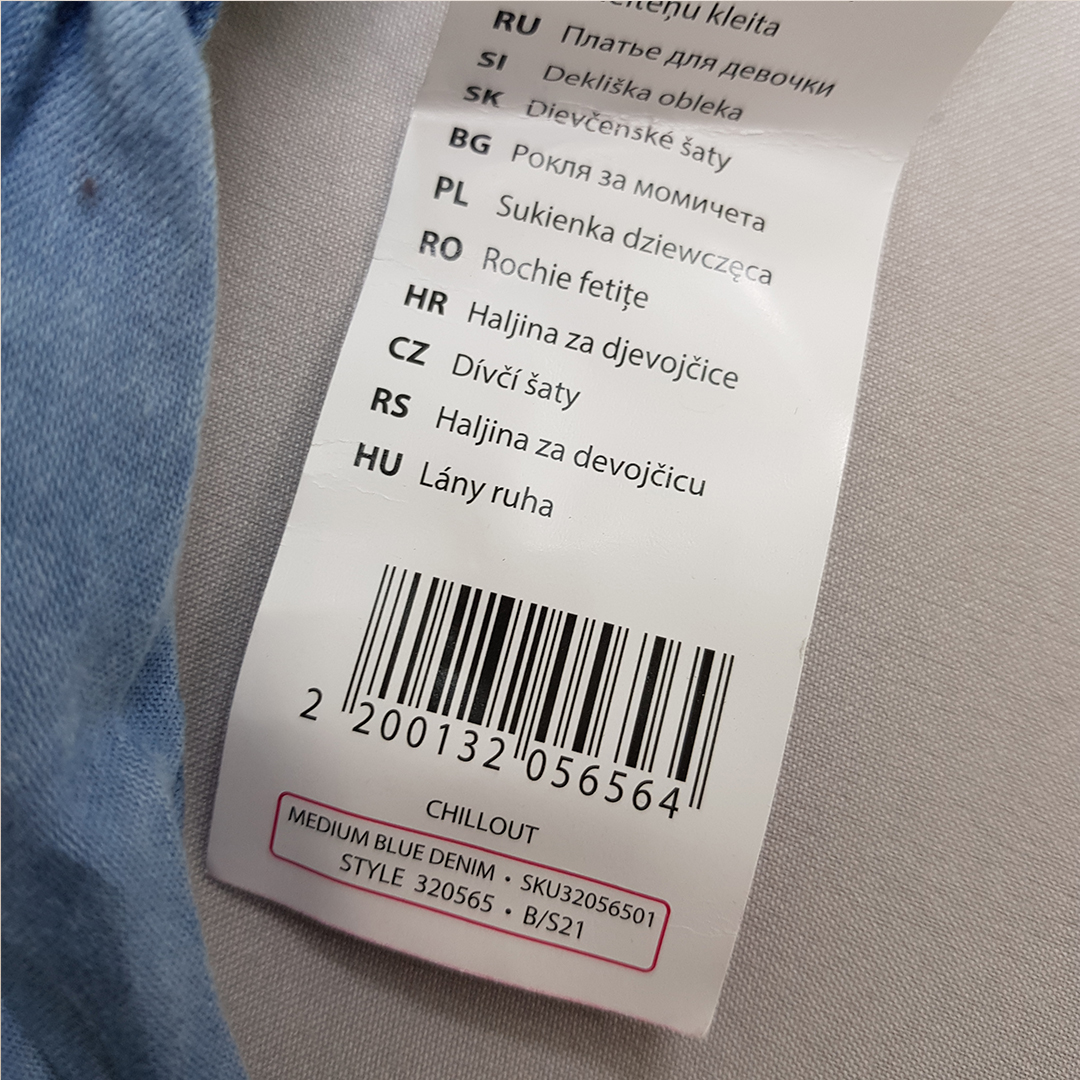 kleita
RU Платье для девочки
SI Dekliška obleka
SK Dievčenské šaty
BG Рокля за момичета
PL Sukienka dziewczęca
RO Rochie fetițe
HR Haljina za djevojčice
CZ Dívčí šaty
RS Haljina za devojčicu
HU Lány ruha
2 200132 056564
CHILLOUT
MEDIUM BLUE DENIM • SKU32056501
STYLE 320565 • B/S21